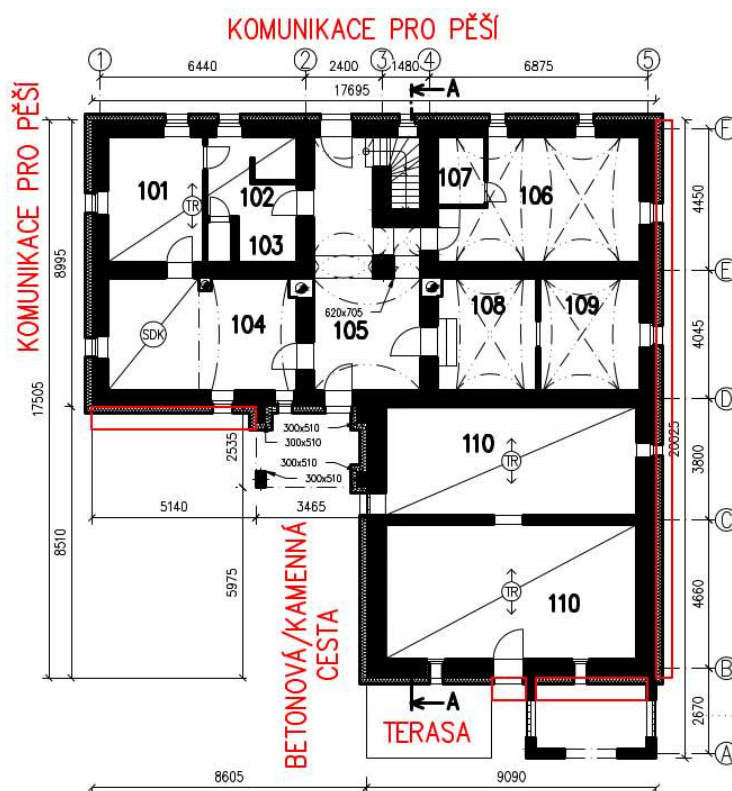 KOMUNIKACE PRO PĚŠÍ
1 2 3 4 5
6440 2400 1480 6875
17695
A
KOMUNIKACE PRO PĚŠÍ
101 102 107 106
TR
103
F
4450
8995
E
620x705
104 105 108 109
SDK
4045
17505
D
300x510
300x510
300x510
2535
110
TR
20025
3800
5140 3465
C
8510
5975
BETONOVÁ/KAMENNÁ
CESTA
TR
110
4660
B
A
TERASA
2670
A
8605 9090